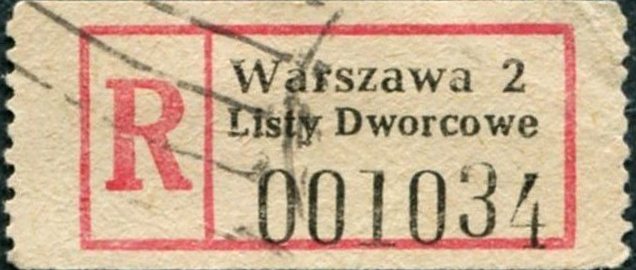 R
Warszawa 2
Listy Dworcowe
001034